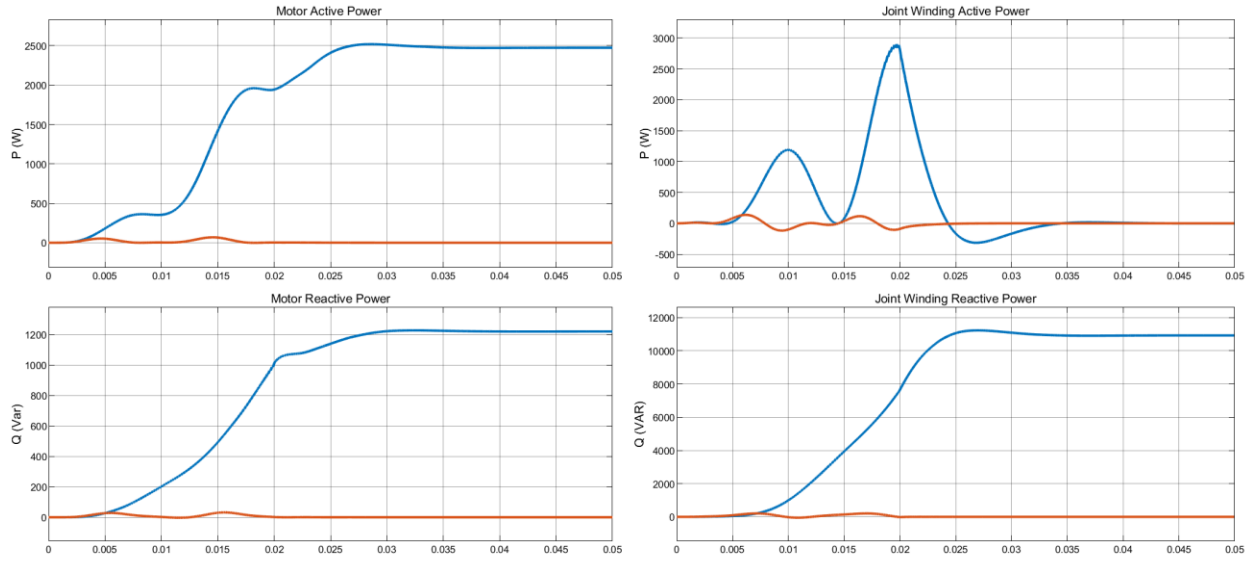 Motor Active Power
P (W)
2500
2000
1500
1000
500
0
0 0.005 0.01 0.015 0.02 0.025 0.03 0.035 0.04 0.045 0.05
Joint Winding Active Power
P (W)
3000
2500
2000
1500
1000
500
0
-500
0 0.005 0.01 0.015 0.02 0.025 0.03 0.035 0.04 0.045 0.05
Motor Reactive Power
Q (Var)
1200
1000
800
600
400
200
0
0 0.005 0.01 0.015 0.02 0.025 0.03 0.035 0.04 0.045 0.05
Joint Winding Reactive Power
Q (VAR)
12000
10000
8000
6000
4000
2000
0
0 0.005 0.01 0.015 0.02 0.025 0.03 0.035 0.04 0.045 0.05